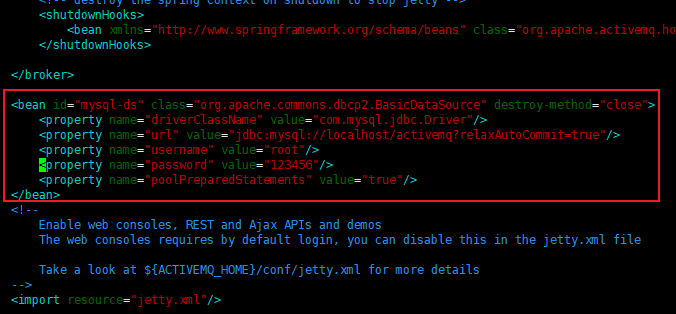 <!-- destroy the spring context on shutdown to stop jetty -->
<shutdownHooks>
<bean xmlns="http://www.springframework.org/schema/beans" class="org.apache.activemq.ho
</shutdownHooks>
</broker>
<bean id="mysql-ds" class="org.apache.commons.dbcp2.BasicDataSource" destroy-method="close">
<property name="driverClassName" value="com.mysql.jdbc.Driver"/>
<property name="url" value="jdbc:mysql://localhost/activemq?relaxAutoCommit=true"/>
<property name="username" value="root"/>
<property name="password" value="123456"/>
<property name="poolPreparedStatements" value="true"/>
</bean>
<!--
Enable web consoles, REST and Ajax APIs and demos
The web consoles requires by default login, you can disable this in the jetty.xml file
Take a look at ${ACTIVEMQ_HOME}/conf/jetty.xml for more details
-->
<import resource="jetty.xml"/>